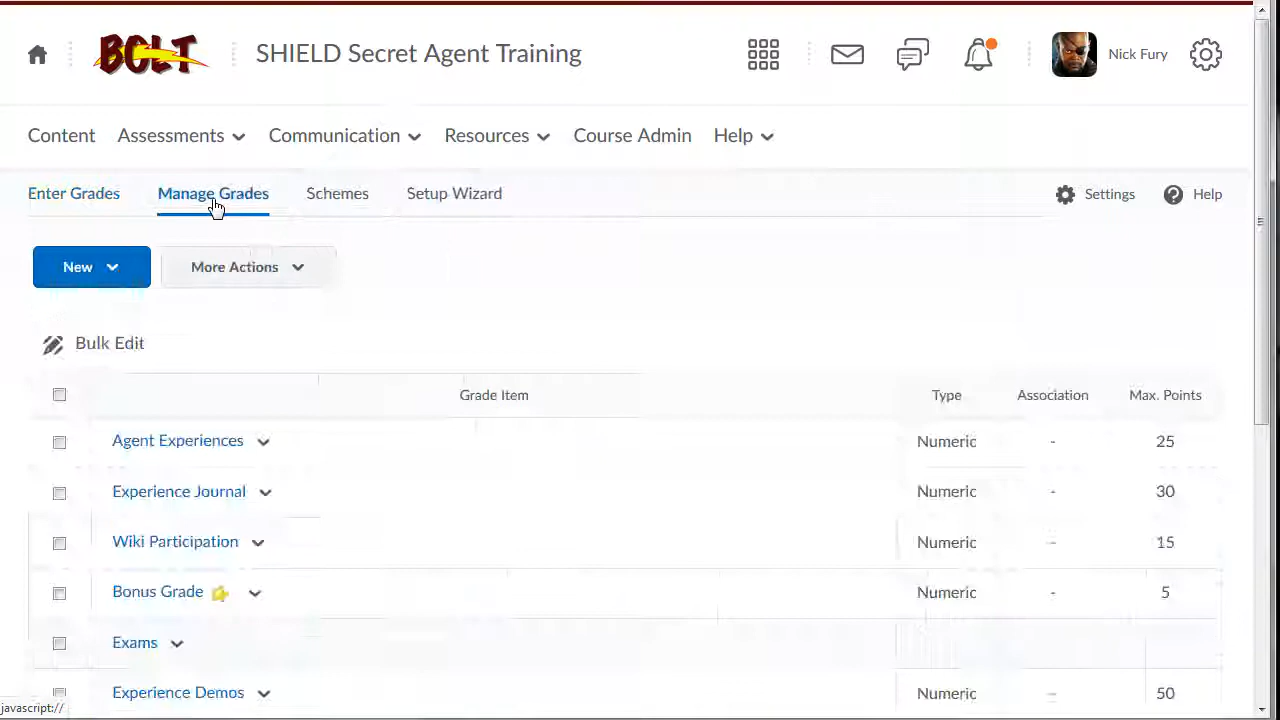 BOLT SHIELD Secret Agent Training Nick Fury
Content Assessments Communication Resources Course Admin Help
Enter Grades Manage Grades Schemes Setup Wizard Settings Help
New More Actions
Bulk Edit
Grade Item Type Association Max. Points
Agent Experiences Numeric - 25
Experience Journal Numeric - 30
Wiki Participation Numeric - 15
Bonus Grade Numeric - 5
Exams
Experience Demos Numeric - 50
javascript://